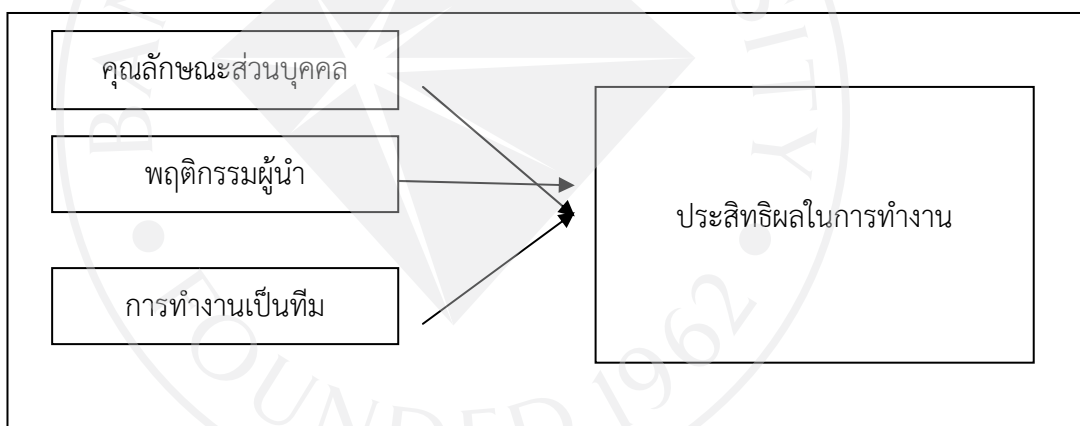 คุณลักษณะส่วนบุคคล
พฤติกรรมผู้นำ
ประสิทธิผลในการทำงาน
การทำงานเป็นทีม
FOUNDED 1962